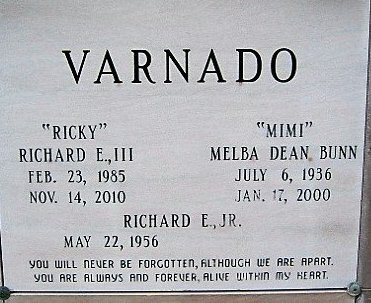 VARNADO
"RICKY"
RICHARD E., III
FEB. 23, 1985
NOV. 14, 2010
"MIMI"
MELBA DEAN BUNN
JULY 6, 1936
JAN. 17, 2000
RICHARD E., JR.
MAY 22, 1956
YOU WILL NEVER BE FORGOTTEN, ALTHOUGH WE ARE APART.
YOU ARE ALWAYS AND FOREVER, ALIVE WITHIN MY HEART.